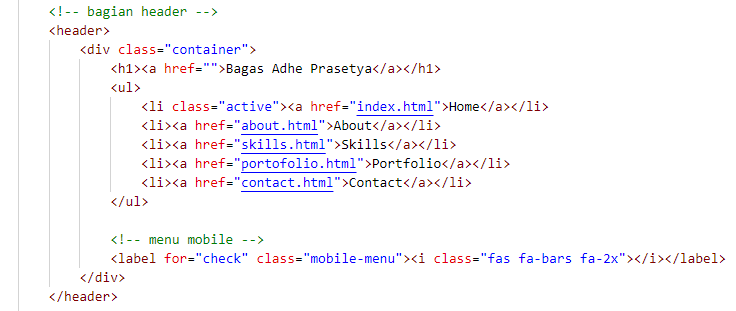 <!-- bagian header -->
<header>
<div class="container">
<h1><a href="">Bagas Adhe Prasetya</a></h1>
<ul>
<li class="active"><a href="index.html">Home</a></li>
<li><a href="about.html">About</a></li>
<li><a href="skills.html">Skills</a></li>
<li><a href="portofolio.html">Portfolio</a></li>
<li><a href="contact.html">Contact</a></li>
</ul>
<!-- menu mobile -->
<label for="check" class="mobile-menu"><i class="fas fa-bars fa-2x"></i></label>
</div>
</header>